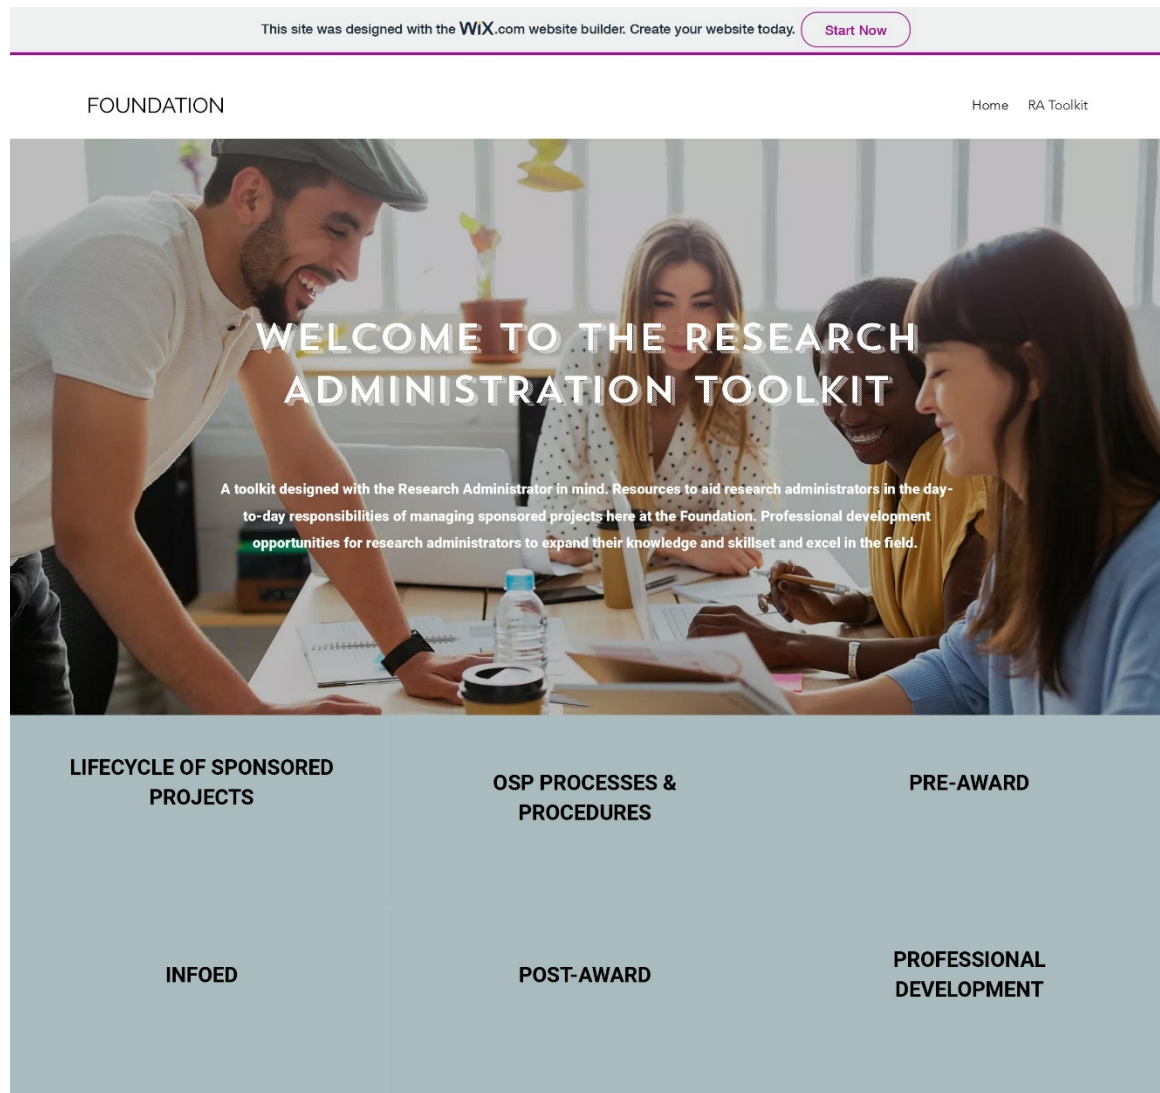 This site was designed with the WiX.com website builder. Create your website today. Start Now
FOUNDATION
Home RA Toolkit
WELCOME TO THE RESEARCH
ADMINISTRATION TOOLKIT
A toolkit designed with the Research Administrator in mind. Resources to aid research administrators in the day-
to-day responsibilities of managing sponsored projects here at the Foundation. Professional development
opportunities for research administrators to expand their knowledge and skillset and excel in the field.
LIFECYCLE OF SPONSORED
PROJECTS
OSP PROCESSES &
PROCEDURES
PRE-AWARD
INFOED
POST-AWARD
PROFESSIONAL
DEVELOPMENT